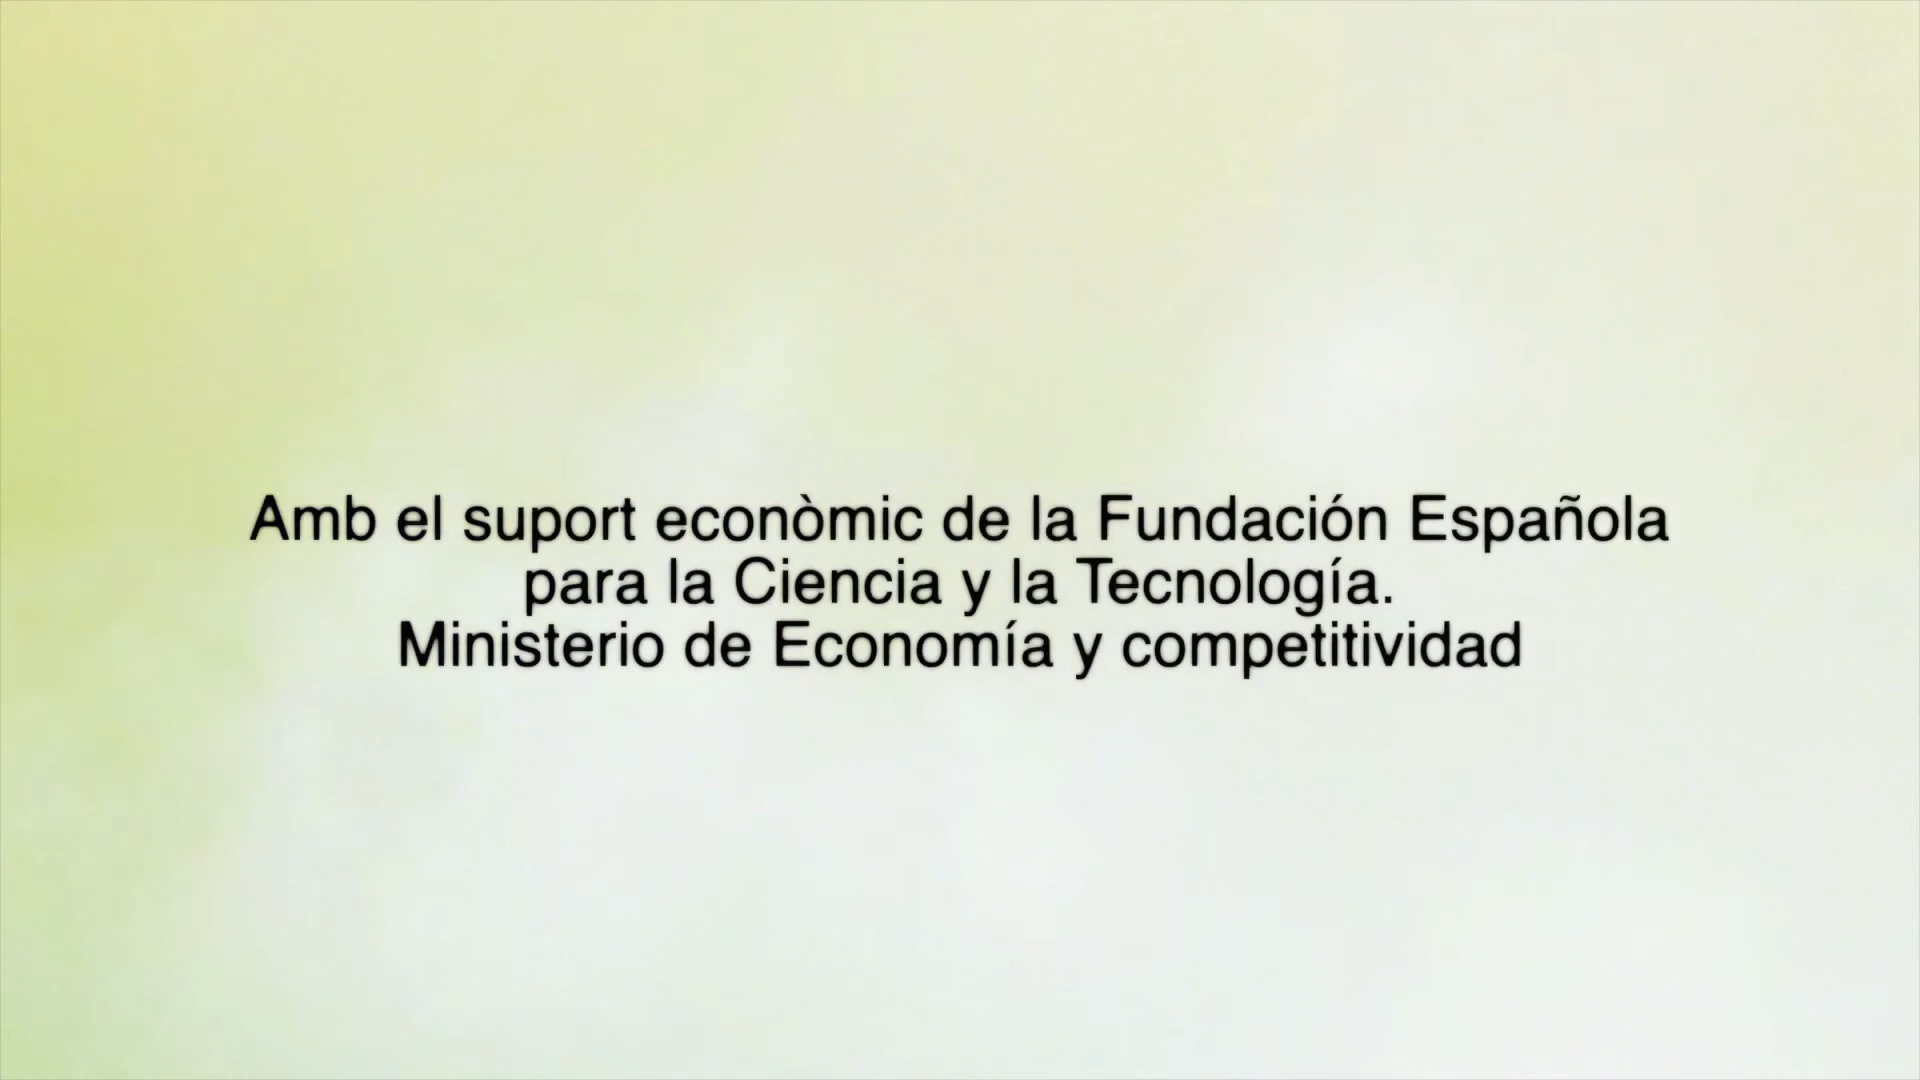 Amb el suport econòmic de la Fundación Española
para la Ciencia y la Tecnología.
Ministerio de Economía y competitividad